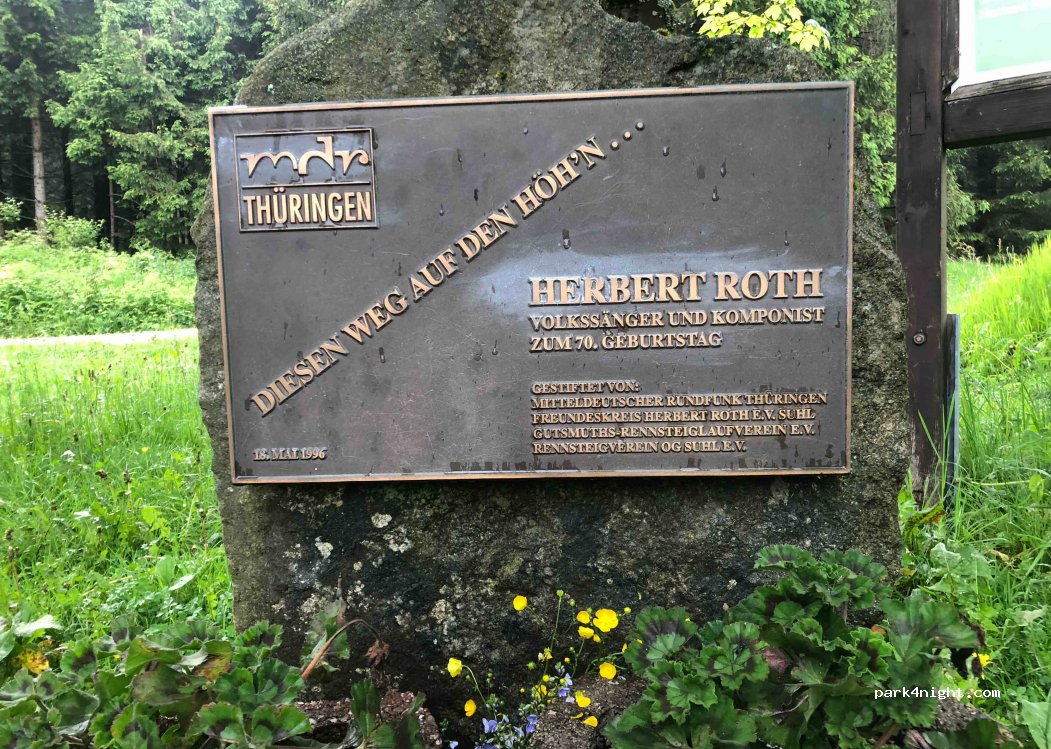 mdr
THÜRINGEN
DIESEN WEG AUF DEN HÖH'N...
HERBERT ROTH
VOLKSSÄNGER UND KOMPONIST
ZUM 70. GEBURTSTAG
GESTIFTET VON:
MITTELDEUTSCHER RUNDFUNK THÜRINGEN
FREUNDESKREIS HERBERT ROTH E.V. SUHL
GUTSMUTHS-RENNSTEIGLAUFVEREIN E.V.
RENNSTEIGVEREIN OG SUHL E.V.
18. MAI 1996
park4night.com